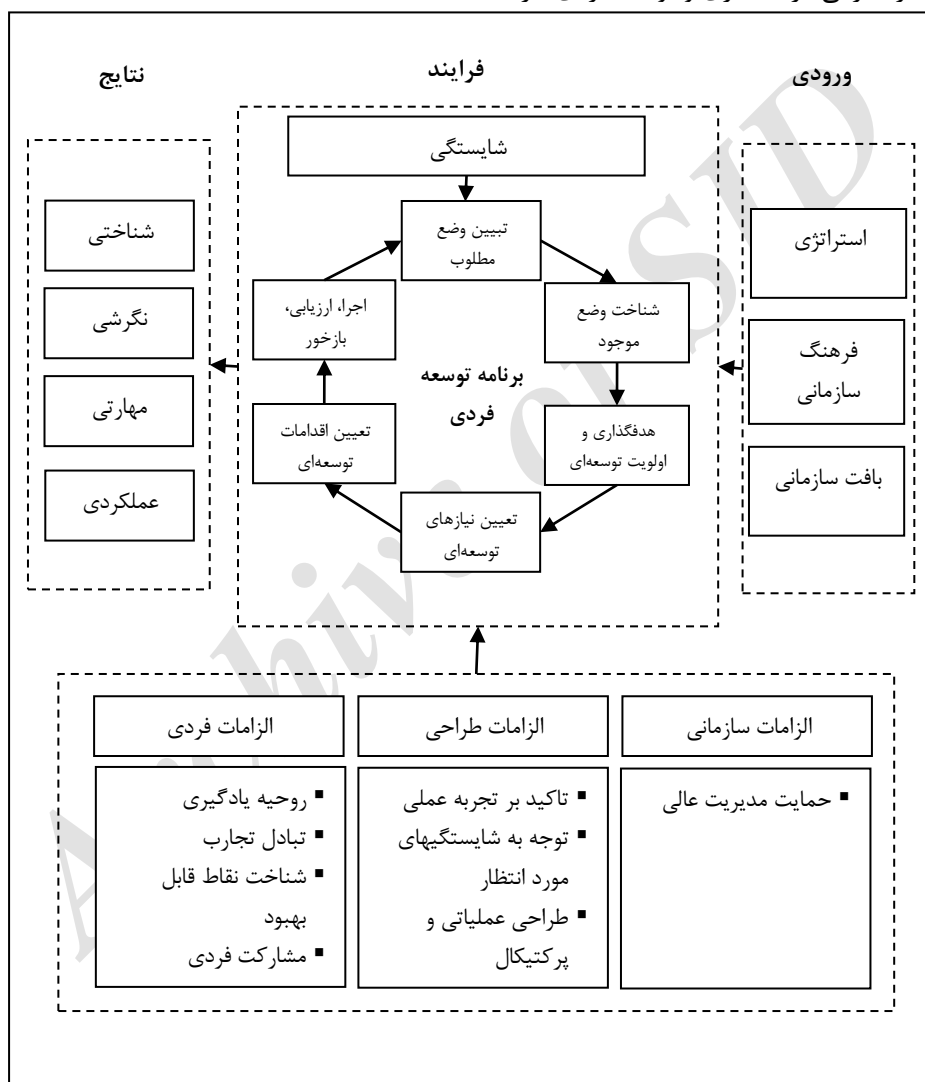 ورودی
فرایند
نتایج
استراتژی
فرهنگ
سازمانی
بافت سازمانی
شایستگی
تبیین وضع
مطلوب
شناخت وضع
موجود
هدفگذاری و
اولویت توسعه‌ای
تعیین نیازهای
توسعه‌ای
تعیین اقدامات
توسعه‌ای
اجرا، ارزیابی،
بازخور
برنامه توسعه
فردی
شناختی
نگرشی
مهارتی
عملکردی
الزامات سازمانی
▪ حمایت مدیریت عالی
الزامات طراحی
▪ تاکید بر تجربه عملی
▪ توجه به شایستگیهای
مورد انتظار
▪ طراحی عملیاتی و
پرکتیکال
الزامات فردی
▪ روحیه یادگیری
▪ تبادل تجارب
▪ شناخت نقاط قابل
بهبود
▪ مشارکت فردی
Archive of SID